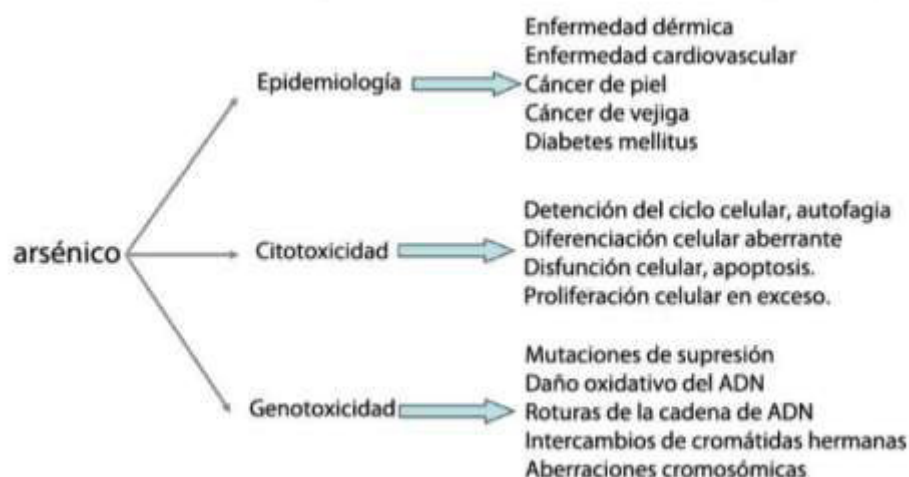 Enfermedad dérmica
Enfermedad cardiovascular
Epidemiología
Cáncer de piel
Cáncer de vejiga
Diabetes mellitus
Detención del ciclo celular, autofagia
Diferenciación celular aberrante
arsénico
Citotoxicidad
Disfunción celular, apoptosis.
Proliferación celular en exceso.
Mutaciones de supresión
Daño oxidativo del ADN
Genotoxicidad
Roturas de la cadena de ADN
Intercambios de cromátidas hermanas
Aberraciones cromosómicas